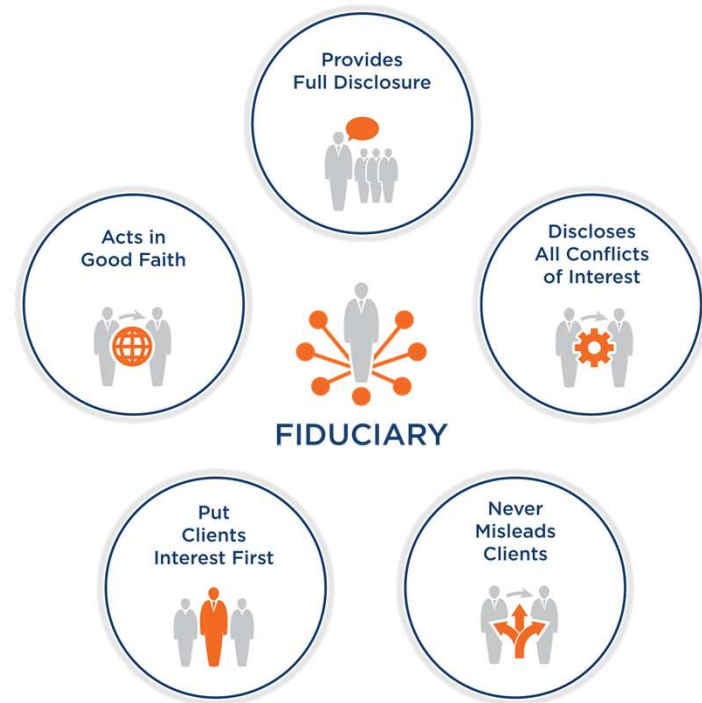 Provides
Full Disclosure
Acts in
Good Faith
Discloses
All Conflicts
of Interest
FIDUCIARY
Put
Clients
Interest First
Never
Misleads
Clients